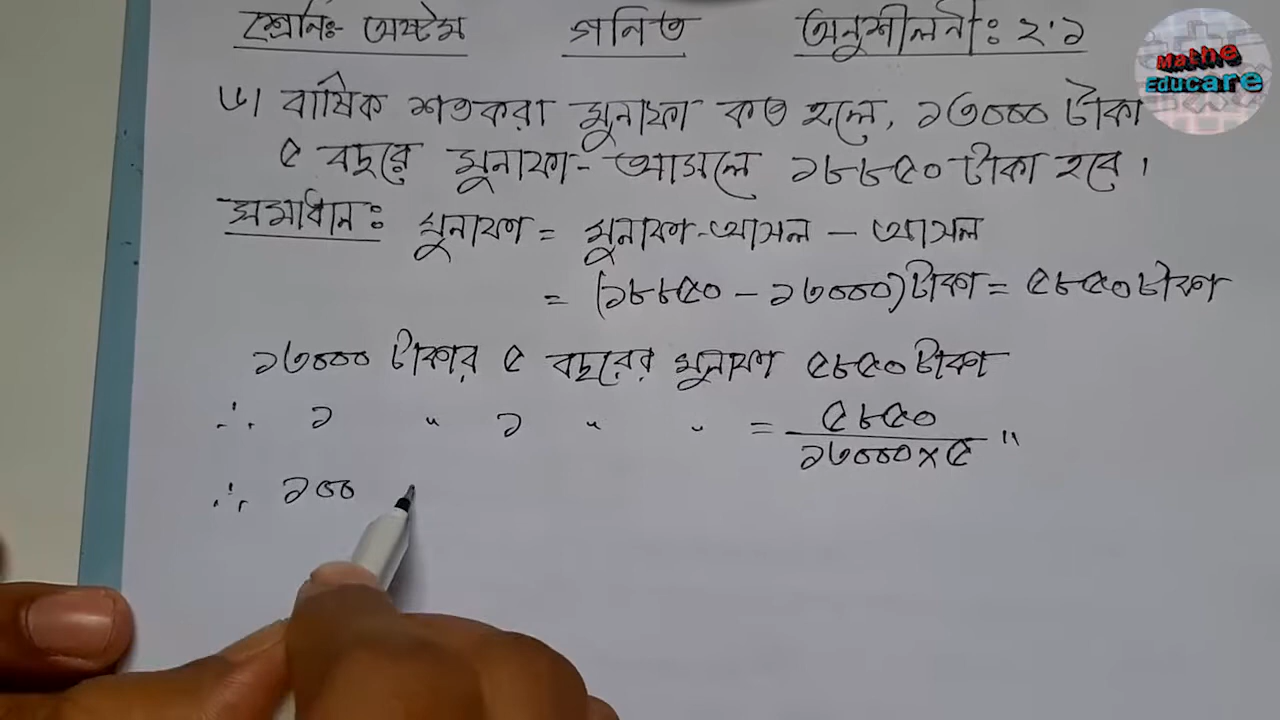 শ্রেনিঃ- অষ্টম গনিত অনুশীলনীঃ ২.১
Mathe Educare
৬। বার্ষিক শতকরা মুনাফা কত হলে, ১৩০০০ টাকা
৫ বছরে মুনাফা-আসলে ১৮৮৫০ টাকা হবে।
সমাধানঃ মুনাফা = মুনাফা-আসল – আসল
= (১৮৮৫০ – ১৩০০০) টাকা = ৫৮৫০ টাকা
১৩০০০ টাকার ৫ বছরের মুনাফা ৫৮৫০ টাকা
∴ ১ " ১ " " = ৫৮৫০ / ১৩০০০×৫ "
∴ ১০০